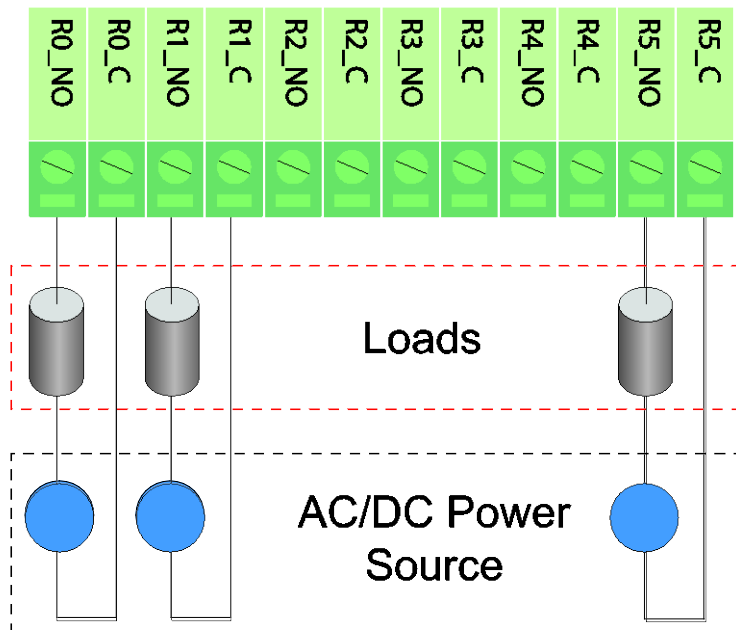 R0_NO
R0_C
R1_NO
R1_C
R2_NO
R2_C
R3_NO
R3_C
R4_NO
R4_C
R5_NO
R5_C
Loads
AC/DC Power
Source